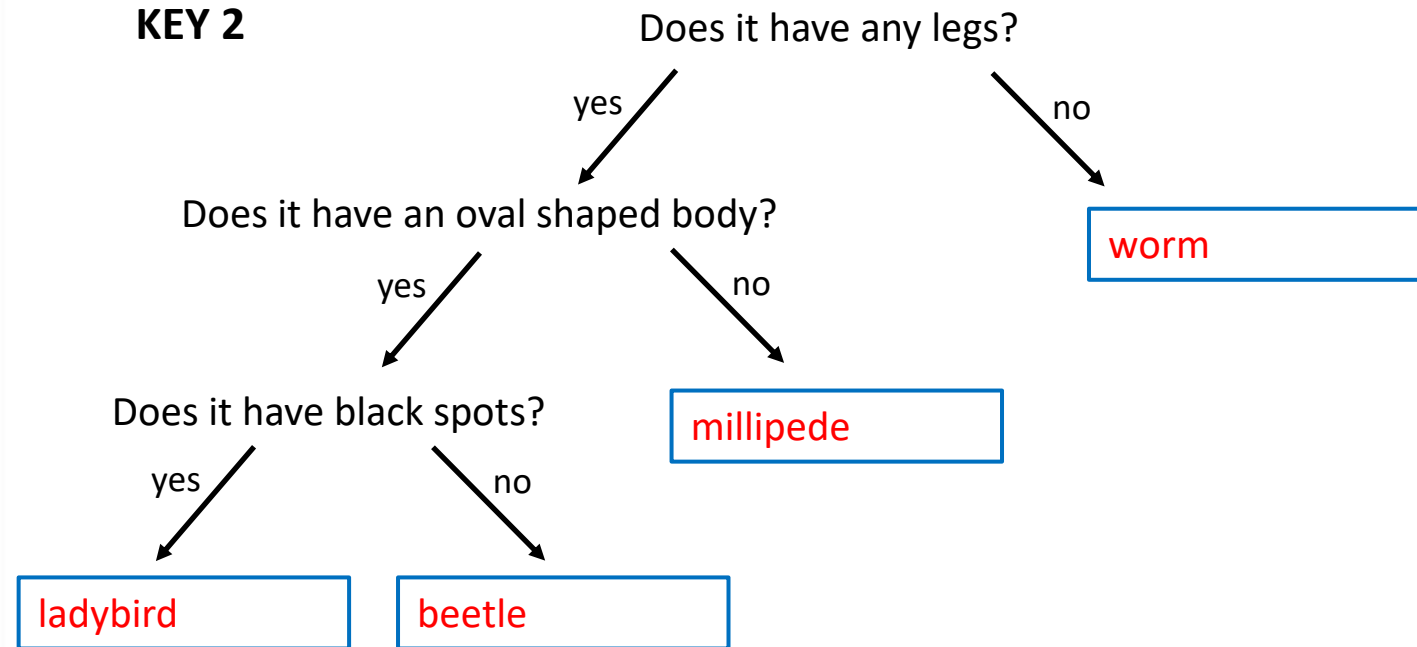 KEY 2
Does it have any legs?
yes
no
Does it have an oval shaped body?
worm
yes
no
Does it have black spots?
millipede
yes
no
ladybird
beetle